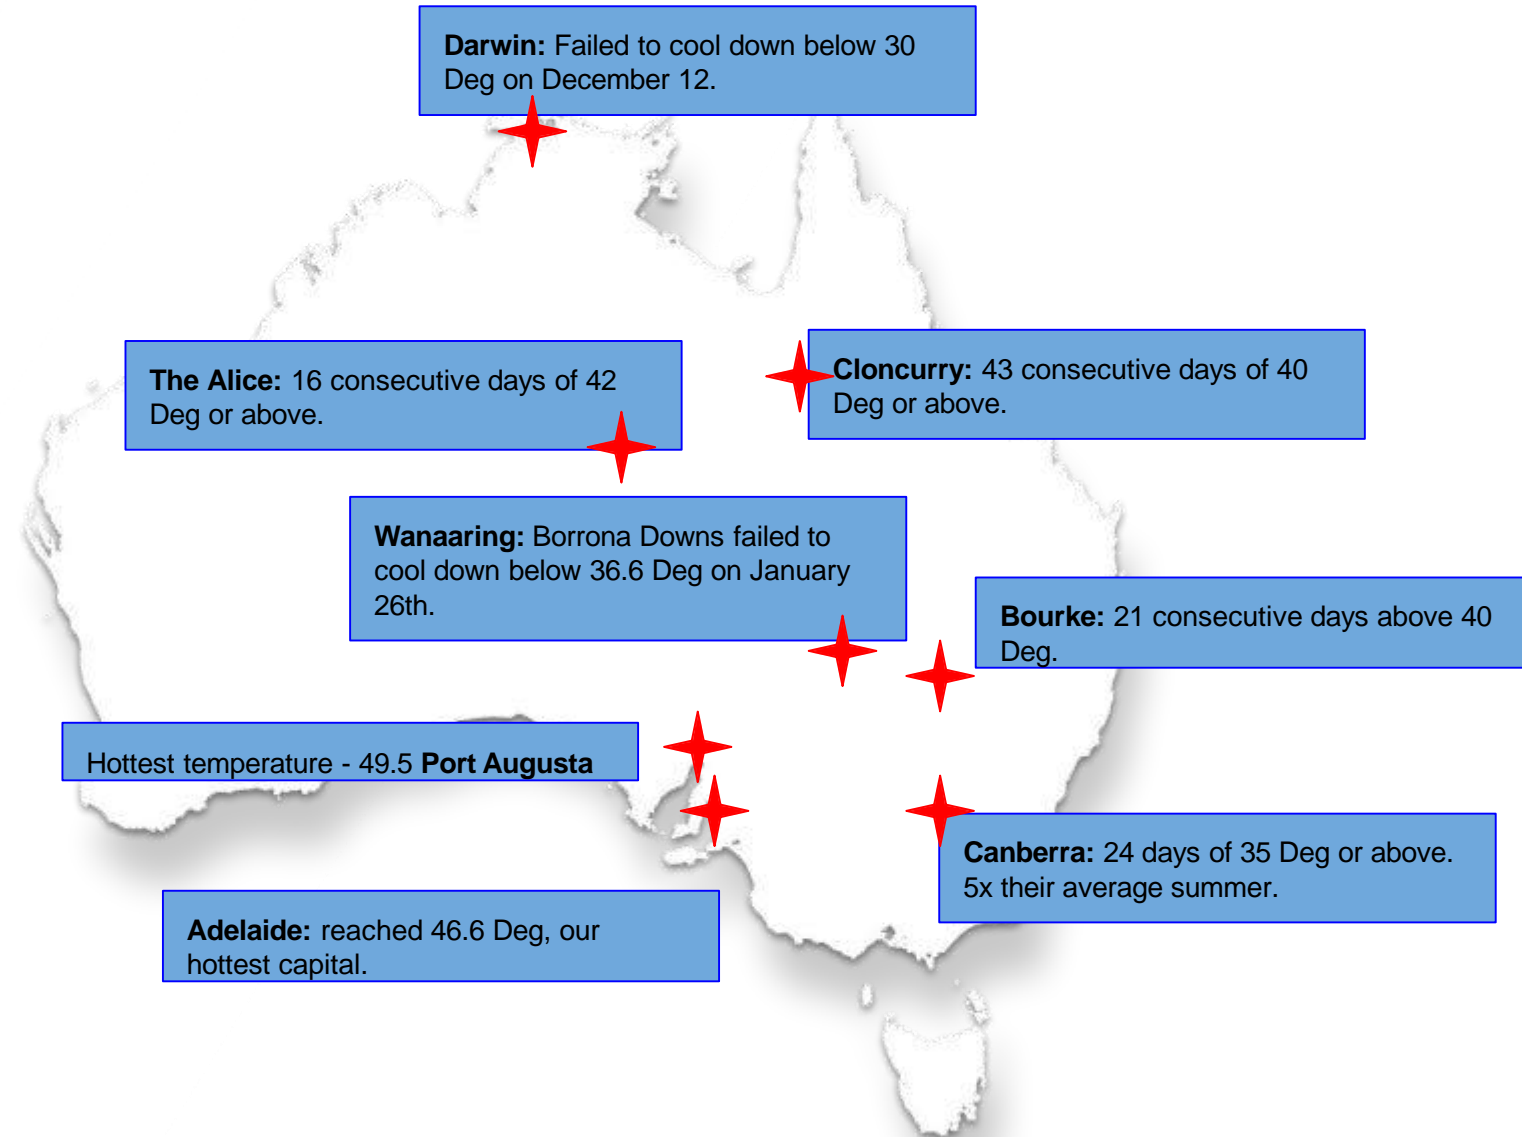 Darwin: Failed to cool down below 30
Deg on December 12.
The Alice: 16 consecutive days of 42
Deg or above.
Cloncurry: 43 consecutive days of 40
Deg or above.
Wanaaring: Borrona Downs failed to
cool down below 36.6 Deg on January
26th.
Bourke: 21 consecutive days above 40
Deg.
Hottest temperature - 49.5 Port Augusta
Canberra: 24 days of 35 Deg or above.
5x their average summer.
Adelaide: reached 46.6 Deg, our
hottest capital.